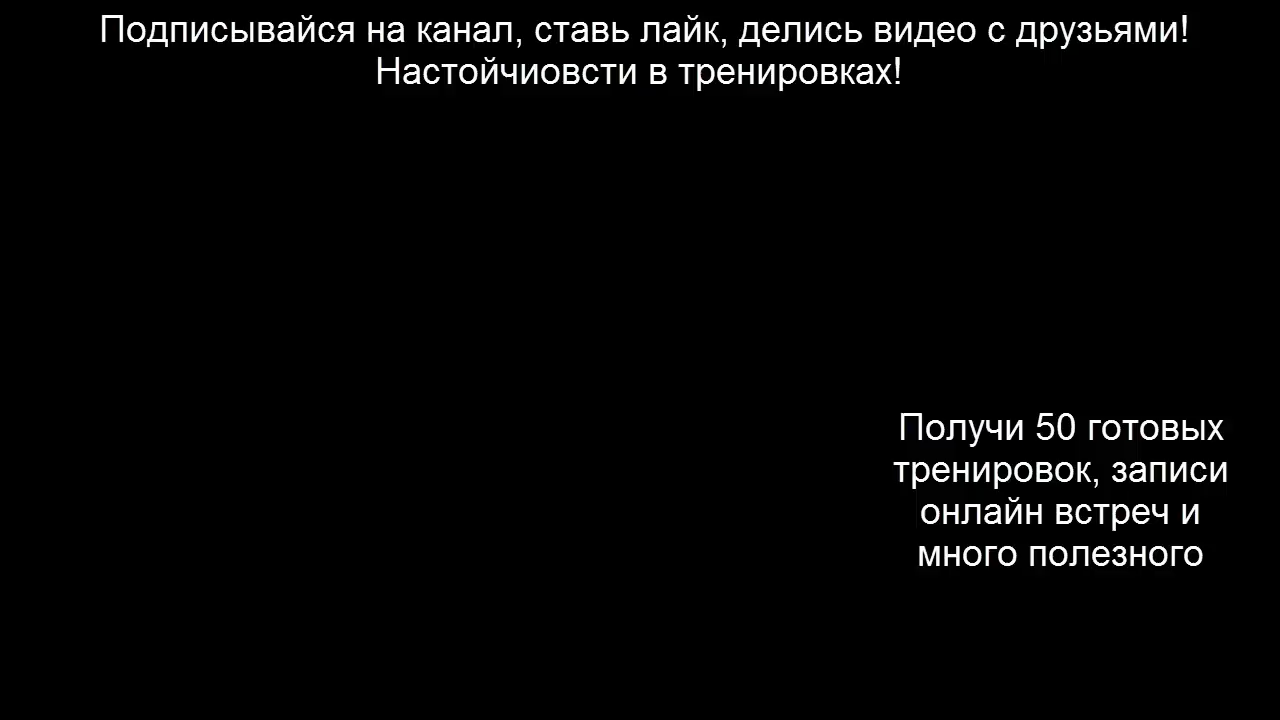 Подписывайся на канал, ставь лайк, делись видео с друзьями!
Настойчиовсти в тренировках!
Получи 50 готовых
тренировок, записи
онлайн встреч и
много полезного